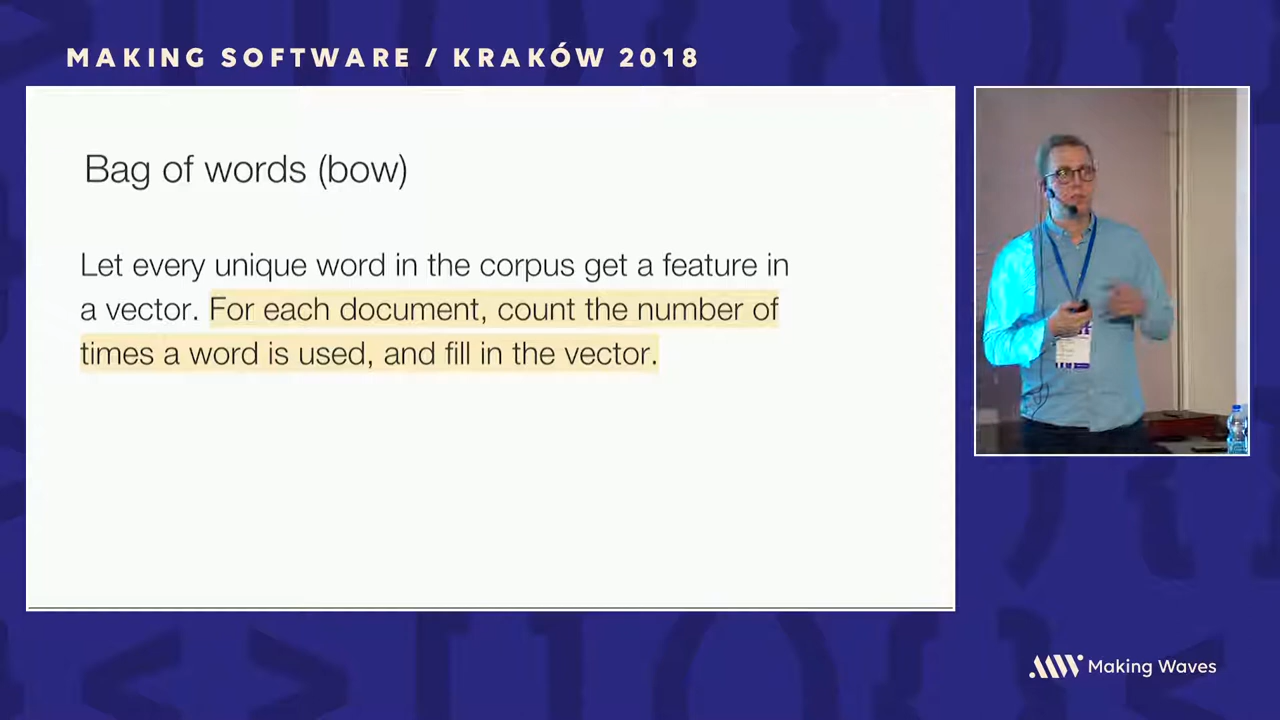 MAKING SOFTWARE / KRAKÓW 2018
Bag of words (bow)
Let every unique word in the corpus get a feature in
a vector. For each document, count the number of
times a word is used, and fill in the vector.
Making Waves